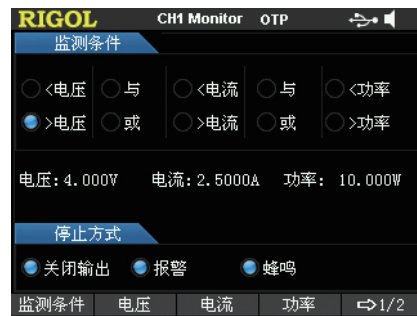 RIGOL CH1 Monitor OTP
监测条件
<电压 与 <电流 与 <功率
>电压 或 >电流 或 >功率
电压:4.000V 电流:2.5000A 功率: 10.000W
停止方式
关闭输出 报警 蜂鸣
监测条件 电压 电流 功率 ⇨1/2